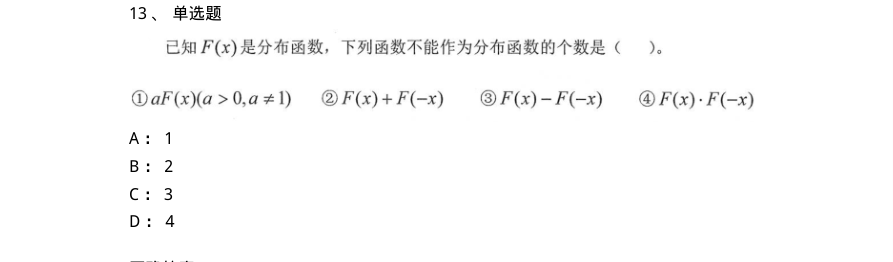 13 、 单选题
已知 F(x) 是分布函数，下列函数不能作为分布函数的个数是（　　）。
① aF(x)(a > 0, a ≠ 1)　② F(x) + F(−x)　③ F(x) − F(−x)　④ F(x) · F(−x)
A： 1
B： 2
C： 3
D： 4